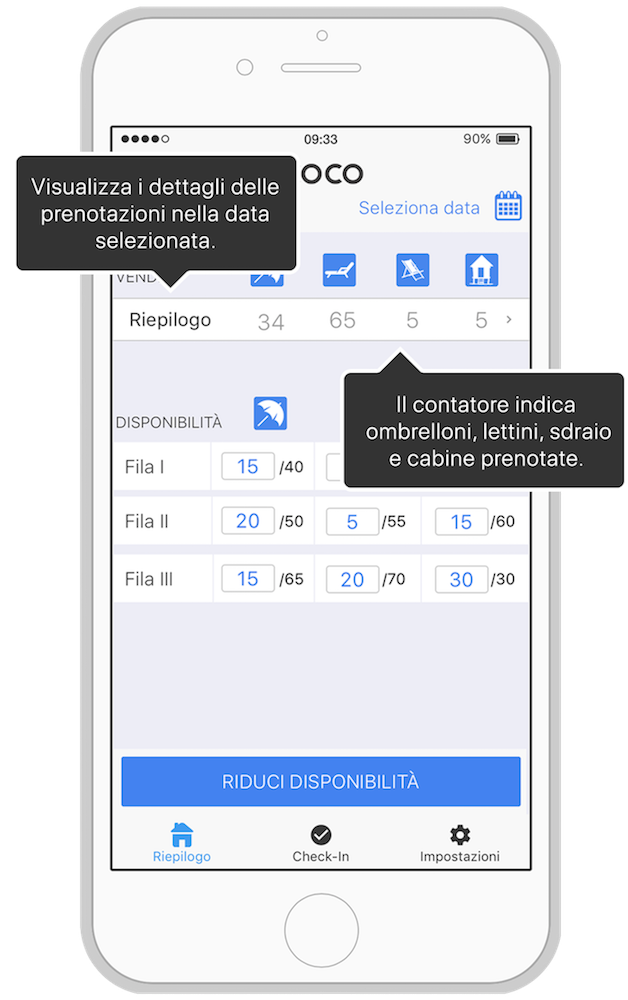 09:33
90%
OCO
Visualizza i dettagli delle
prenotazioni nella data
selezionata.
Seleziona data
VEND
Riepilogo 34 65 5 5 >
Il contatore indica
ombrelloni, lettini, sdraio
e cabine prenotate.
DISPONIBILITÀ
Fila I 15 /40
Fila II 20 /50 5 /55 15 /60
Fila III 15 /65 20 /70 30 /30
RIDUCI DISPONIBILITÀ
Riepilogo Check-In Impostazioni